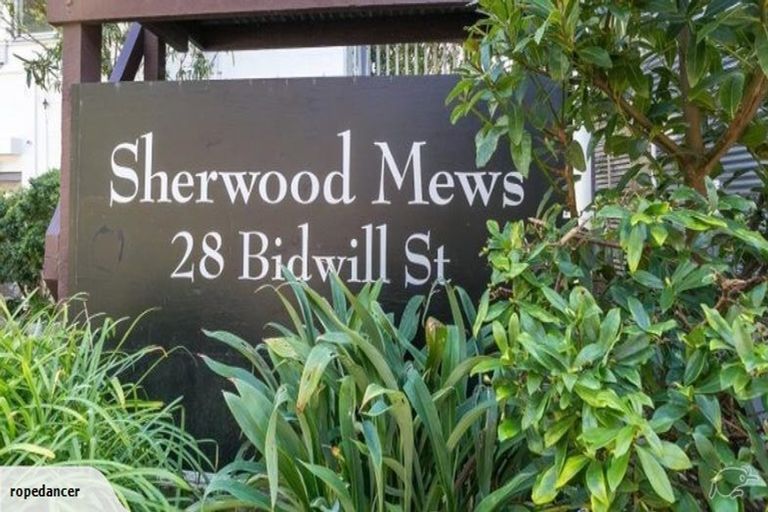 Sherwood Mews
28 Bidwill St
ropedancer